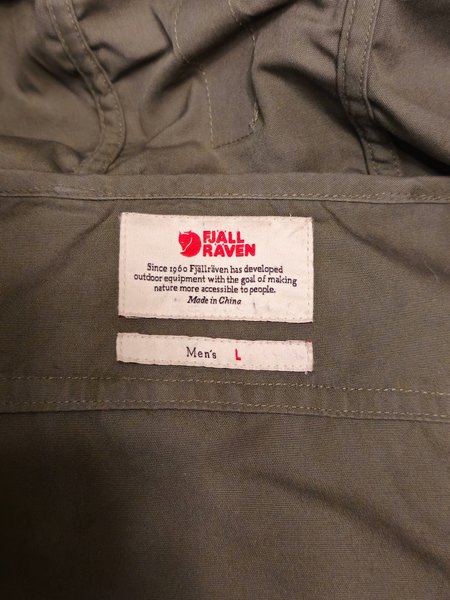 FJÄLL
RÄVEN
Since 1960 Fjällräven has developed
outdoor equipment with the goal of making
nature more accessible to people.
Made in China
Men's L